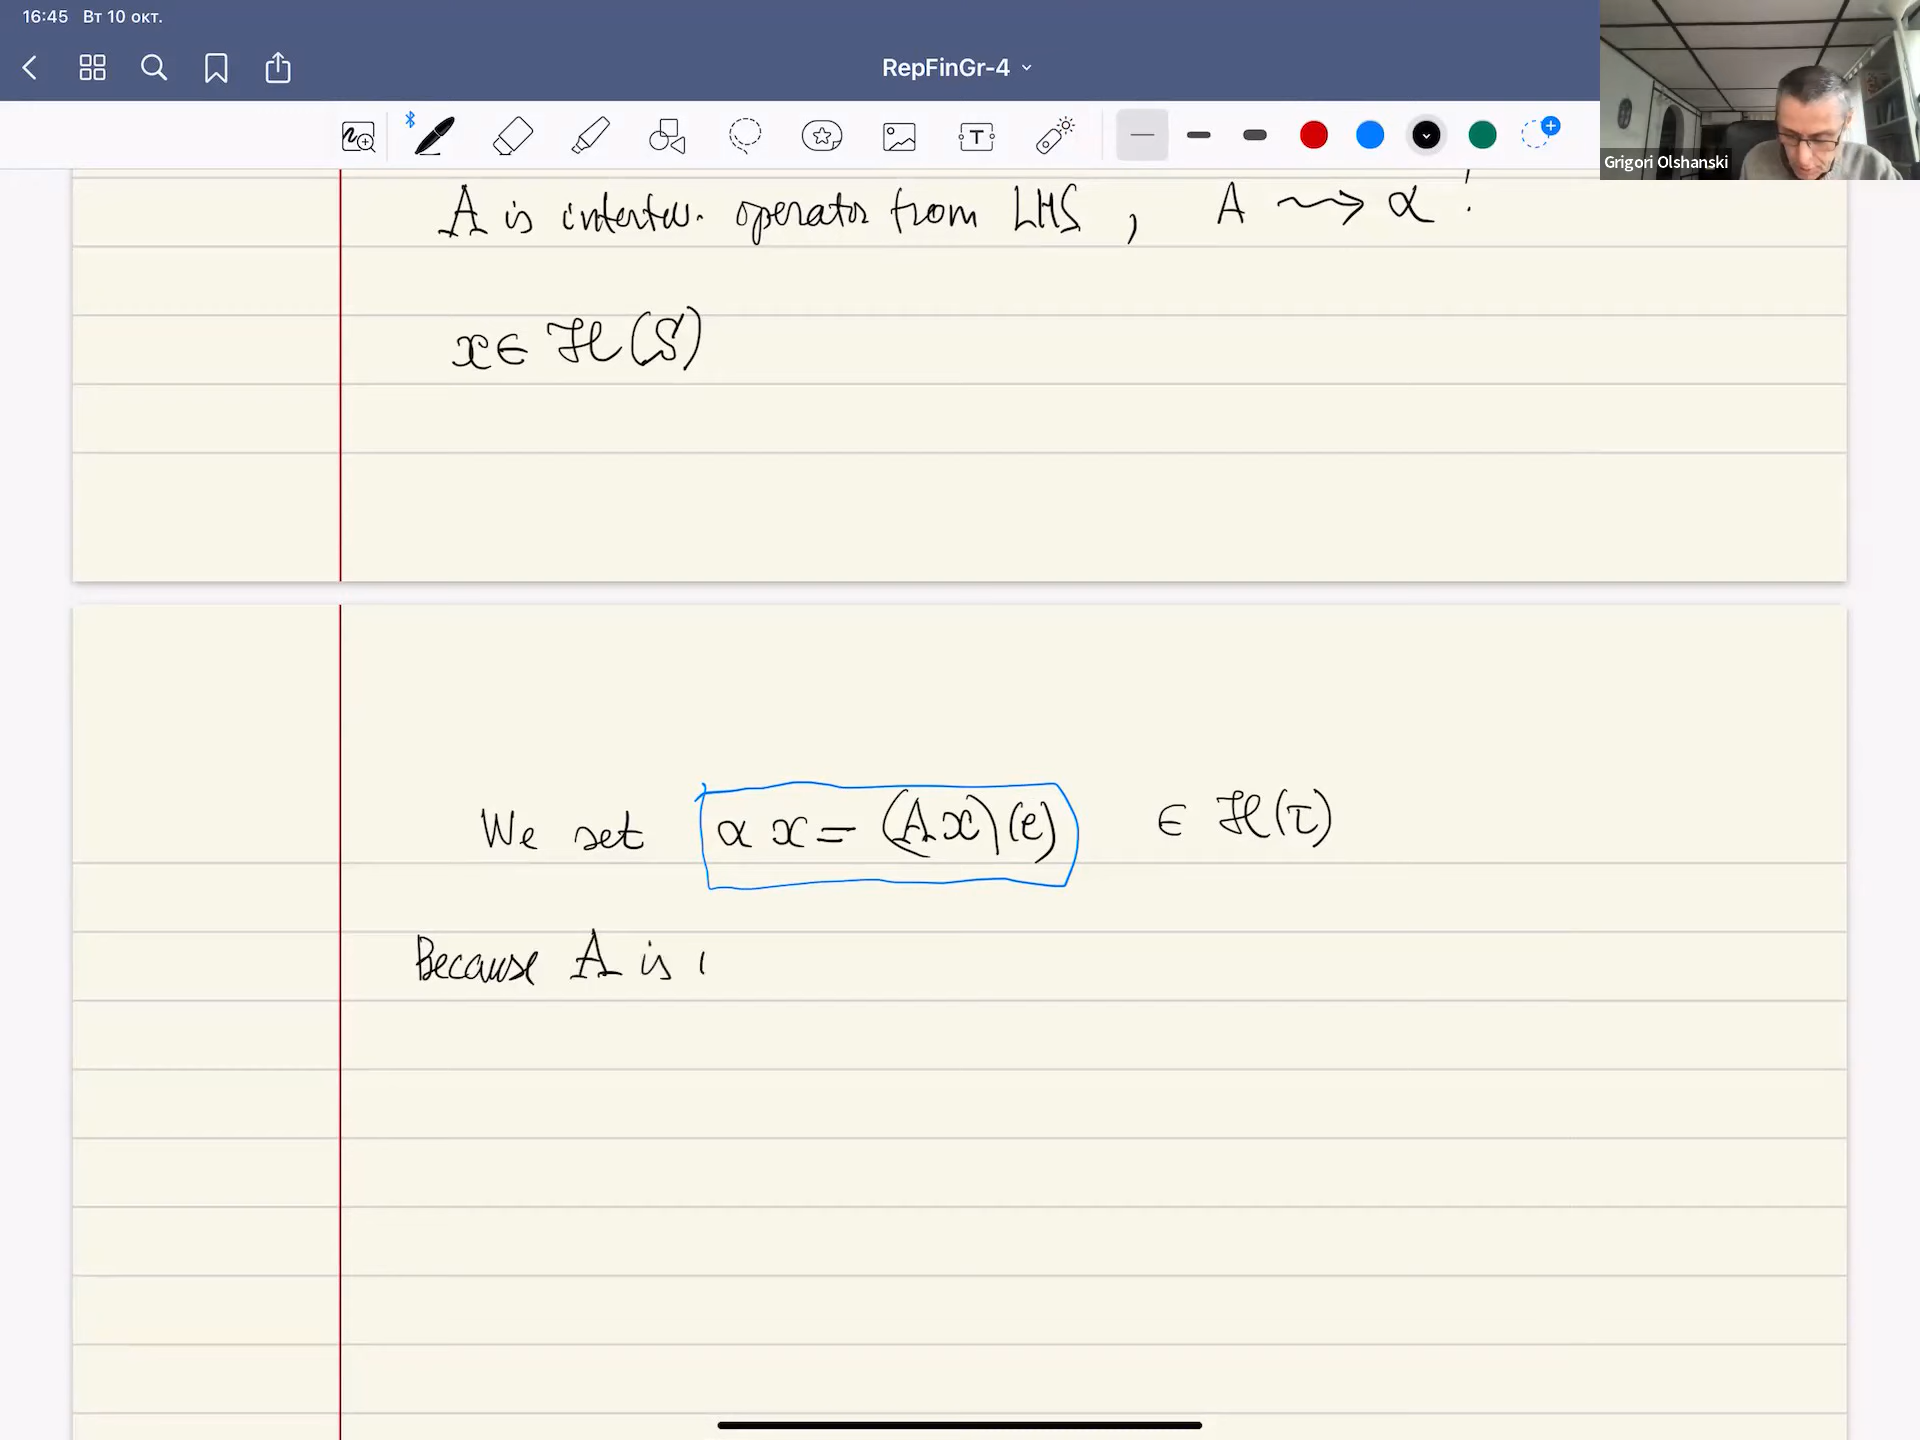 16:45 Вт 10 окт.
RepFinGr-4
Grigori Olshanski
A is intertw. operator from LHS , A ⇝ α !
x ∈ ℋ(S)
We set α x = (Ax)(e) ∈ ℋ(τ)
Because A is